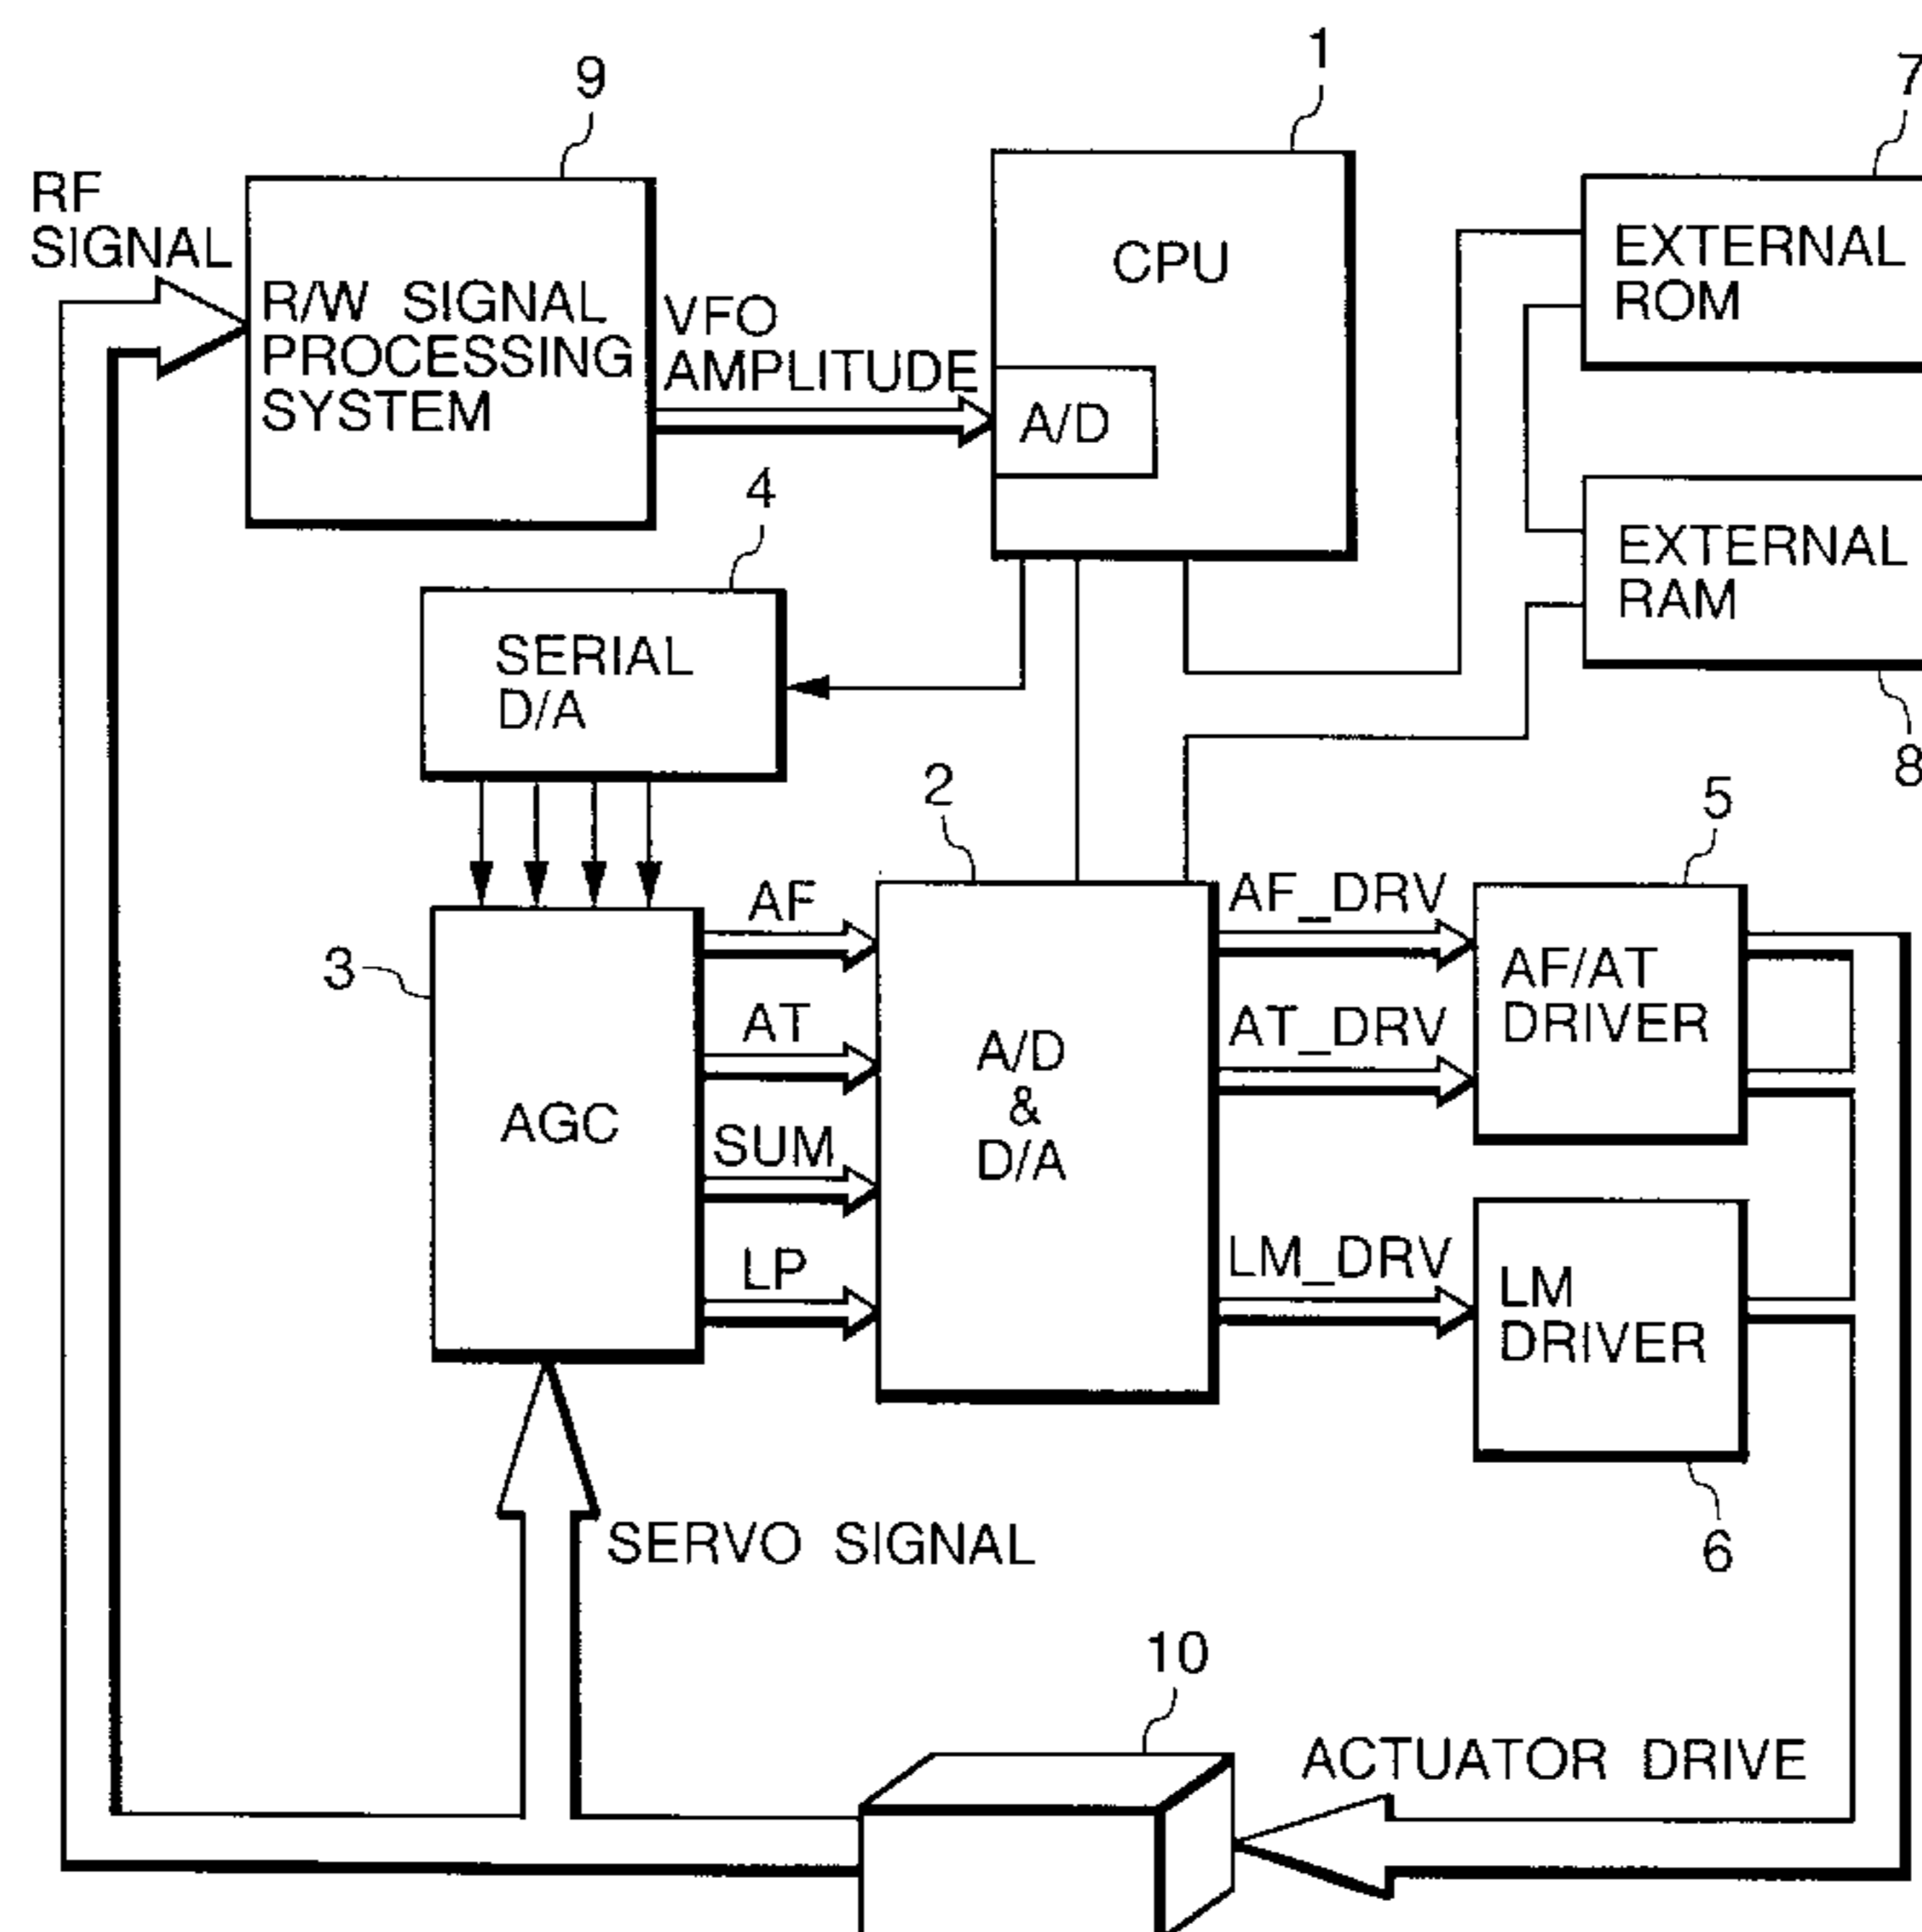 1
9
7
RF
SIGNAL
R/W SIGNAL
PROCESSING
SYSTEM
VFO
AMPLITUDE
CPU
A/D
EXTERNAL
ROM
EXTERNAL
RAM
8
4
SERIAL
D/A
2
5
3
AGC
AF
AT
SUM
LP
A/D
&
D/A
AF_DRV
AT_DRV
LM_DRV
AF/AT
DRIVER
LM
DRIVER
6
SERVO SIGNAL
10
ACTUATOR DRIVE